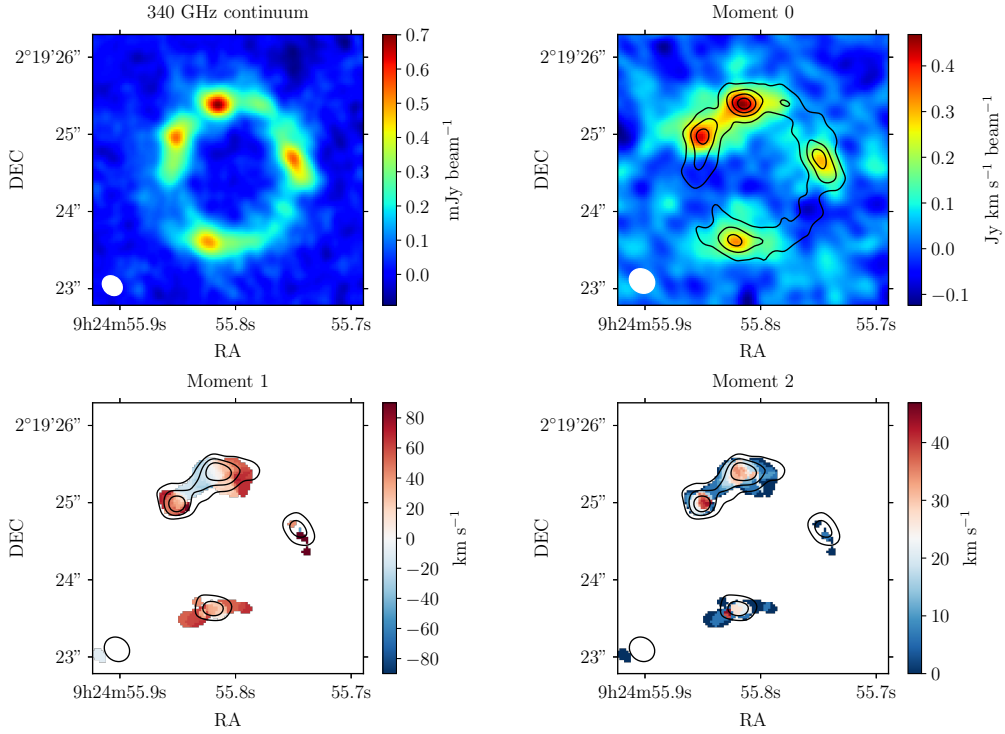 340 GHz continuum
2°19'26”
25”
24”
23”
DEC
9h24m55.9s 55.8s 55.7s
RA
0.7
0.6
0.5
0.4
0.3
0.2
0.1
0.0
mJy beam⁻¹
Moment 0
2°19'26”
25”
24”
23”
DEC
9h24m55.9s 55.8s 55.7s
RA
0.4
0.3
0.2
0.1
0.0
−0.1
Jy km s⁻¹ beam⁻¹
Moment 1
2°19'26”
25”
24”
23”
DEC
9h24m55.9s 55.8s 55.7s
RA
80
60
40
20
0
−20
−40
−60
−80
km s⁻¹
Moment 2
2°19'26”
25”
24”
23”
DEC
9h24m55.9s 55.8s 55.7s
RA
40
30
20
10
0
km s⁻¹